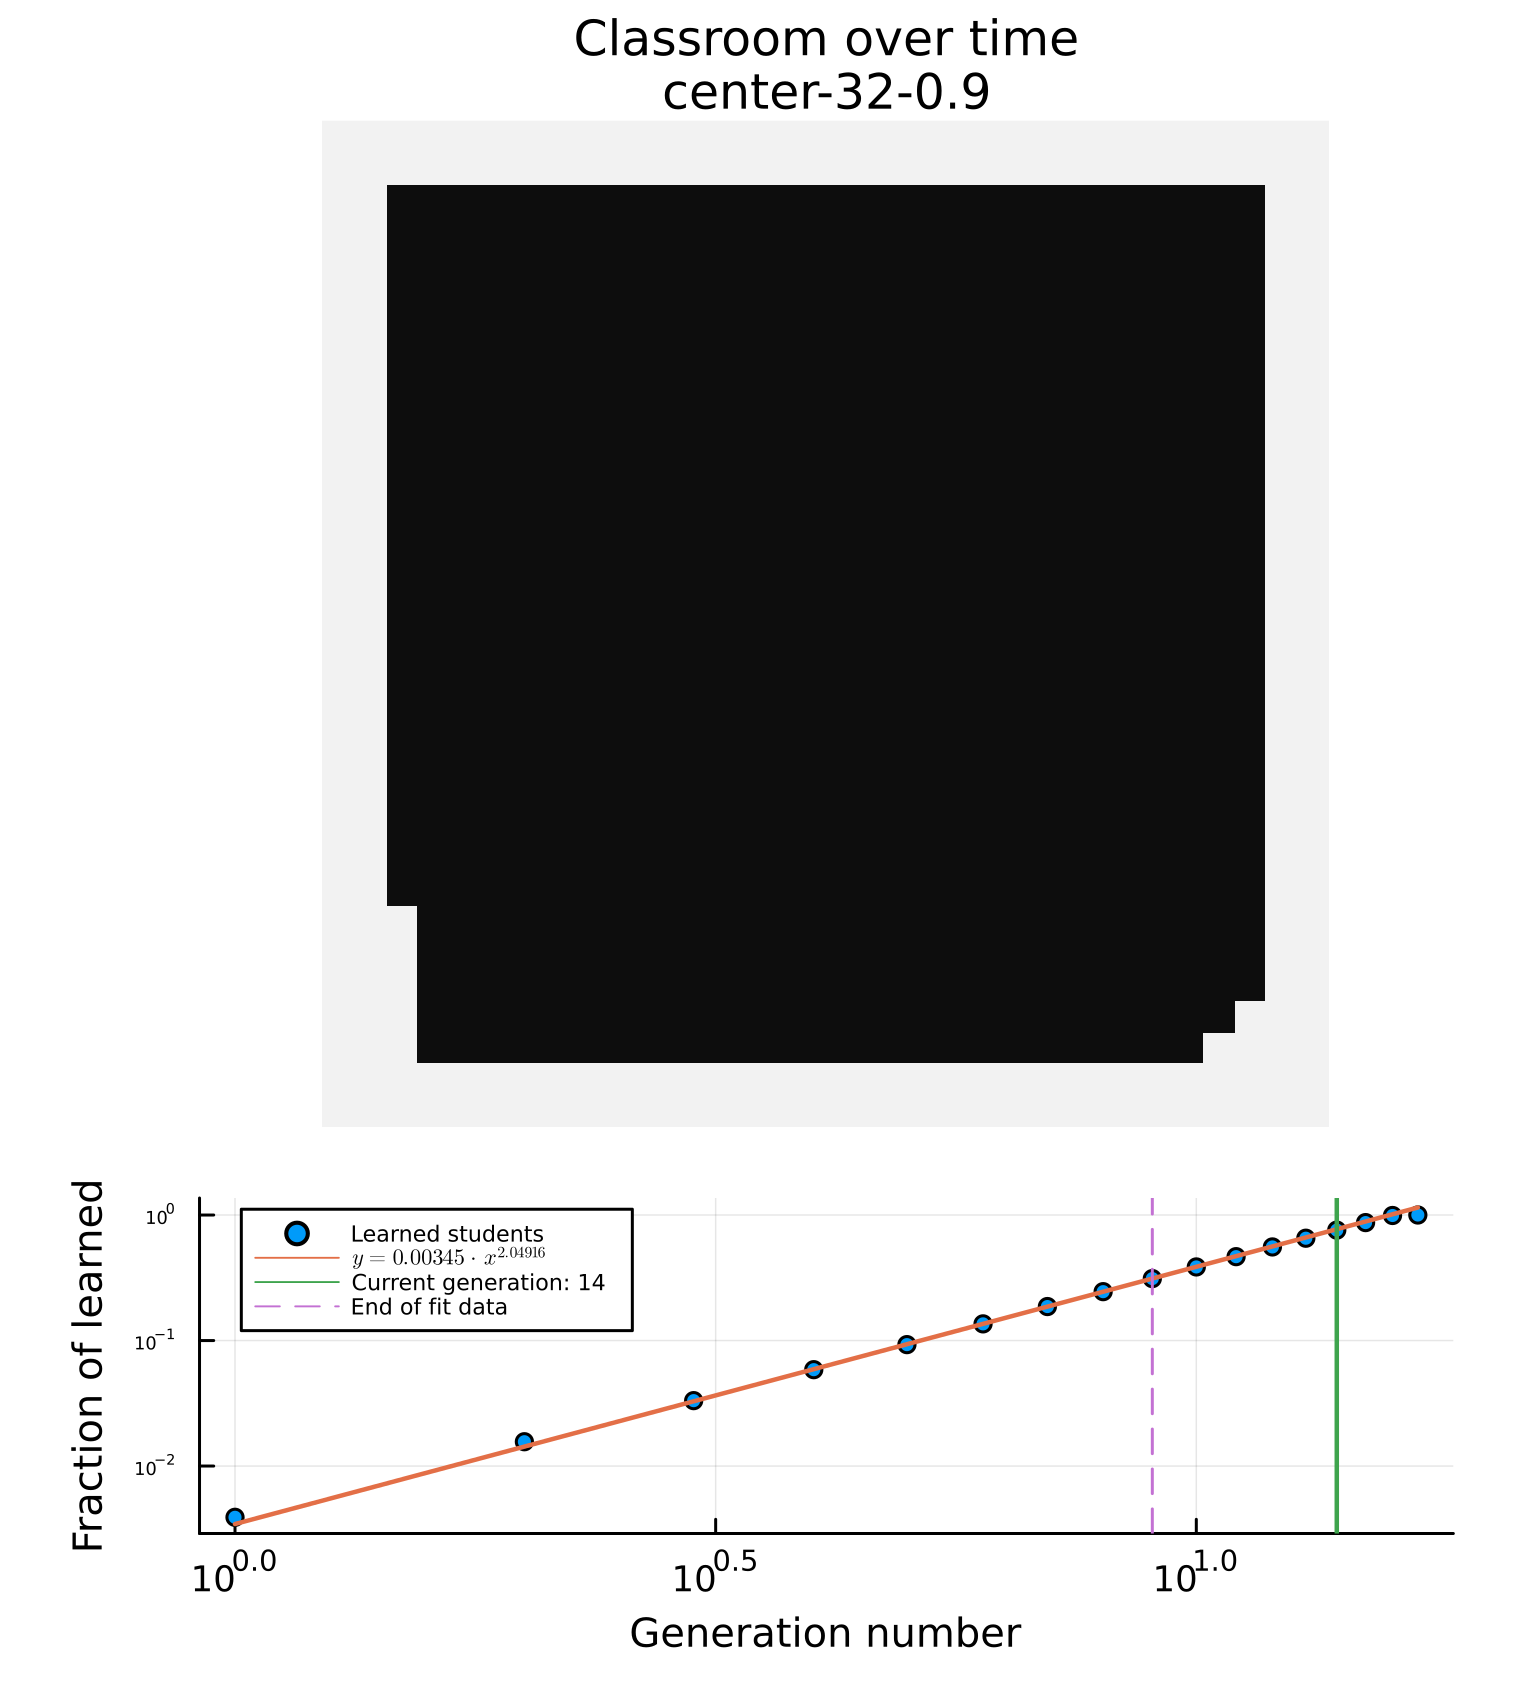 Classroom over time
center-32-0.9
Fraction of learned
10^0
10^-1
10^-2
Learned students
y = 0.00345 · x^2.04916
Current generation: 14
End of fit data
10^0.0 10^0.5 10^1.0
Generation number